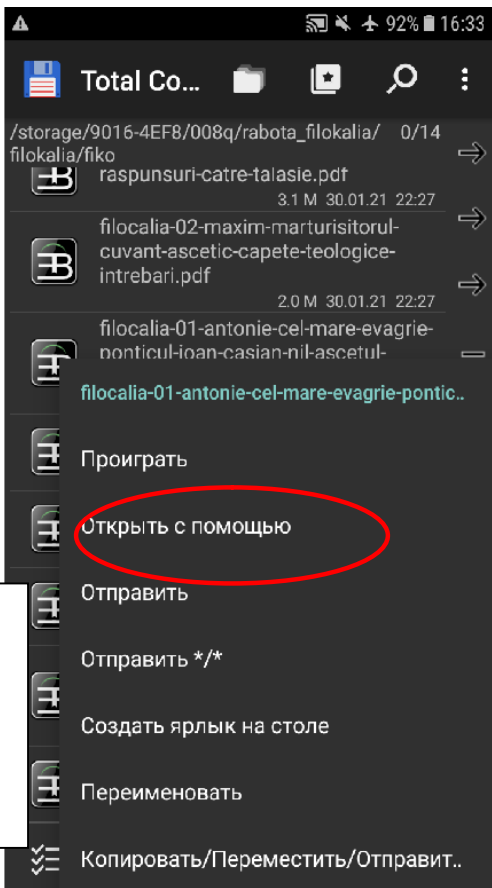 92% 16:33
Total Co...
/storage/9016-4EF8/008q/rabota_filokalia/ 0/14
filokalia/fiko
raspunsuri-catre-talasie.pdf
3.1 M 30.01.21 22:27
filocalia-02-maxim-marturisitorul-
cuvant-ascetic-capete-teologice-
intrebari.pdf
2.0 M 30.01.21 22:27
filocalia-01-antonie-cel-mare-evagrie-
ponticul-ioan-casian-nil-ascetul-
filocalia-01-antonie-cel-mare-evagrie-pontic..
Проиграть
Открыть с помощью
Отправить
Отправить */*
Создать ярлык на столе
Переименовать
Копировать/Переместить/Отправит..